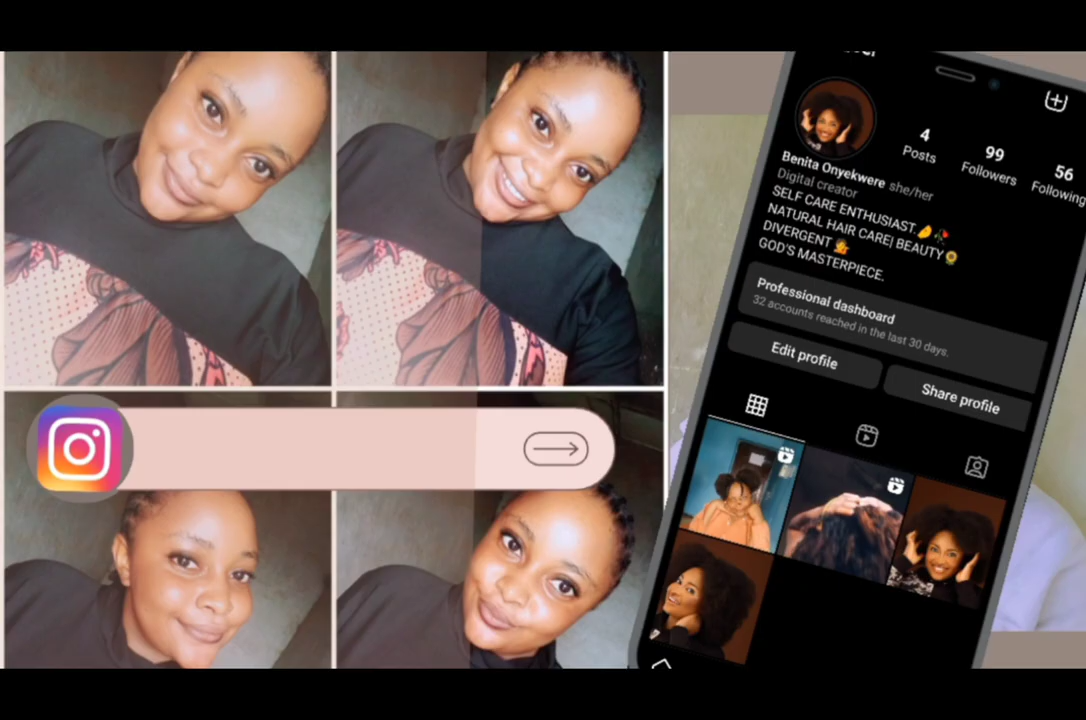 4
Posts
99
Followers
56
Following
Benita Onyekwere she/her
Digital creator
SELF CARE ENTHUSIAST.🌮🥀
NATURAL HAIR CARE| BEAUTY🌻
DIVERGENT 💁
GOD'S MASTERPIECE.
Professional dashboard
32 accounts reached in the last 30 days.
Edit profile
Share profile